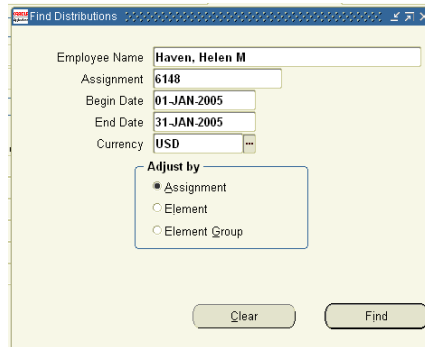 Find Distributions
Employee Name Haven, Helen M
Assignment 6148
Begin Date 01-JAN-2005
End Date 31-JAN-2005
Currency USD ...
Adjust by
Assignment
Element
Element Group
Clear Find